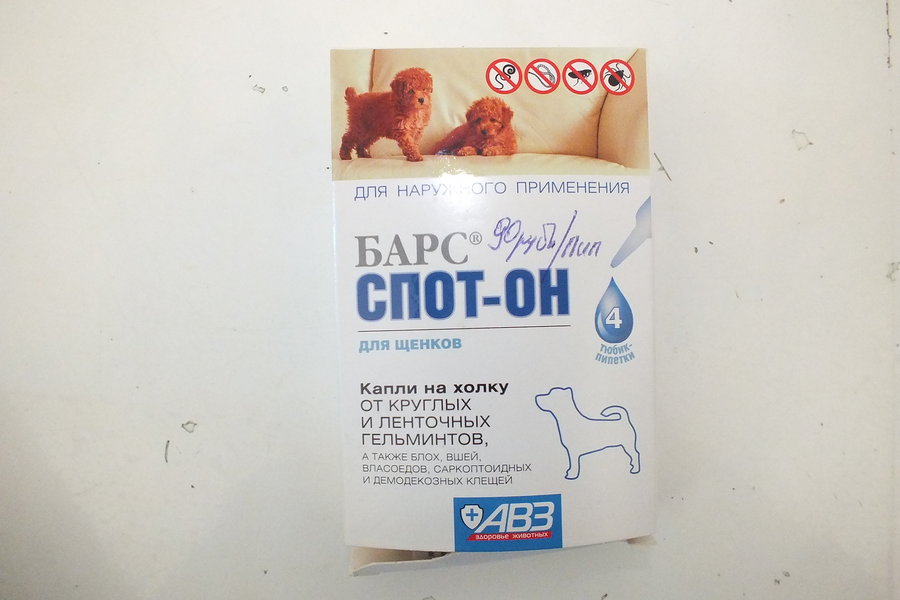 ДЛЯ НАРУЖНОГО ПРИМЕНЕНИЯ
БАРС® 90руб/пип
СПОТ-ОН
ДЛЯ ЩЕНКОВ
4
ТЮБИК-
ПИПЕТКИ
Капли на холку
ОТ КРУГЛЫХ
И ЛЕНТОЧНЫХ
ГЕЛЬМИНТОВ,
А ТАКЖЕ БЛОХ, ВШЕЙ,
ВЛАСОЕДОВ, САРКОПТОИДНЫХ
И ДЕМОДЕКОЗНЫХ КЛЕЩЕЙ
АВЗ
здоровье животных